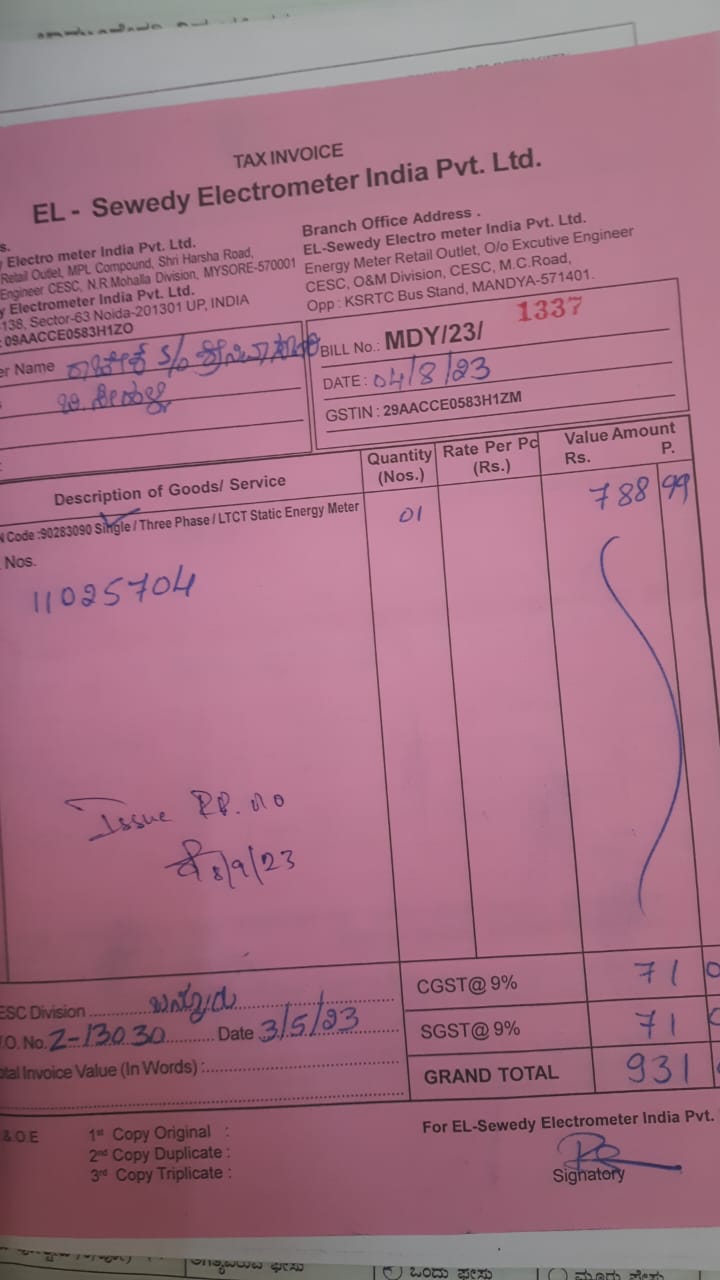 TAX INVOICE
EL - Sewedy Electrometer India Pvt. Ltd.
s.
Electro meter India Pvt. Ltd.
Retail Outlet, MPL Compound, Shri Harsha Road,
Engineer CESC, N.R.Mohalla Division, MYSORE-570001
y Electrometer India Pvt. Ltd.
138, Sector-63 Noida-201301 UP, INDIA
: 09AACCE0583H1ZO
Branch Office Address .
EL-Sewedy Electro meter India Pvt. Ltd.
Energy Meter Retail Outlet, O/o Excutive Engineer
CESC, O&M Division, CESC, M.C.Road,
Opp : KSRTC Bus Stand, MANDYA-571401.
er Name S/o
BILL No.: MDY/23/ 1337
DATE : 04/8/23
GSTIN : 29AACCE0583H1ZM
Description of Goods/ Service
Quantity (Nos.)
Rate Per Pc (Rs.)
Value Amount
Rs. P.
N Code :90283090 Single / Three Phase / LTCT Static Energy Meter 01 788 99
Nos.
11025704
Issue RR. no
8/9/23
ESC Division
.O. No. 2-13030 Date 3/5/23
otal Invoice Value (In Words) :
CGST@ 9% 71
SGST@ 9% 71
GRAND TOTAL 931
&.O.E
1st Copy Original :
2nd Copy Duplicate :
3rd Copy Triplicate :
For EL-Sewedy Electrometer India Pvt.
Signatory